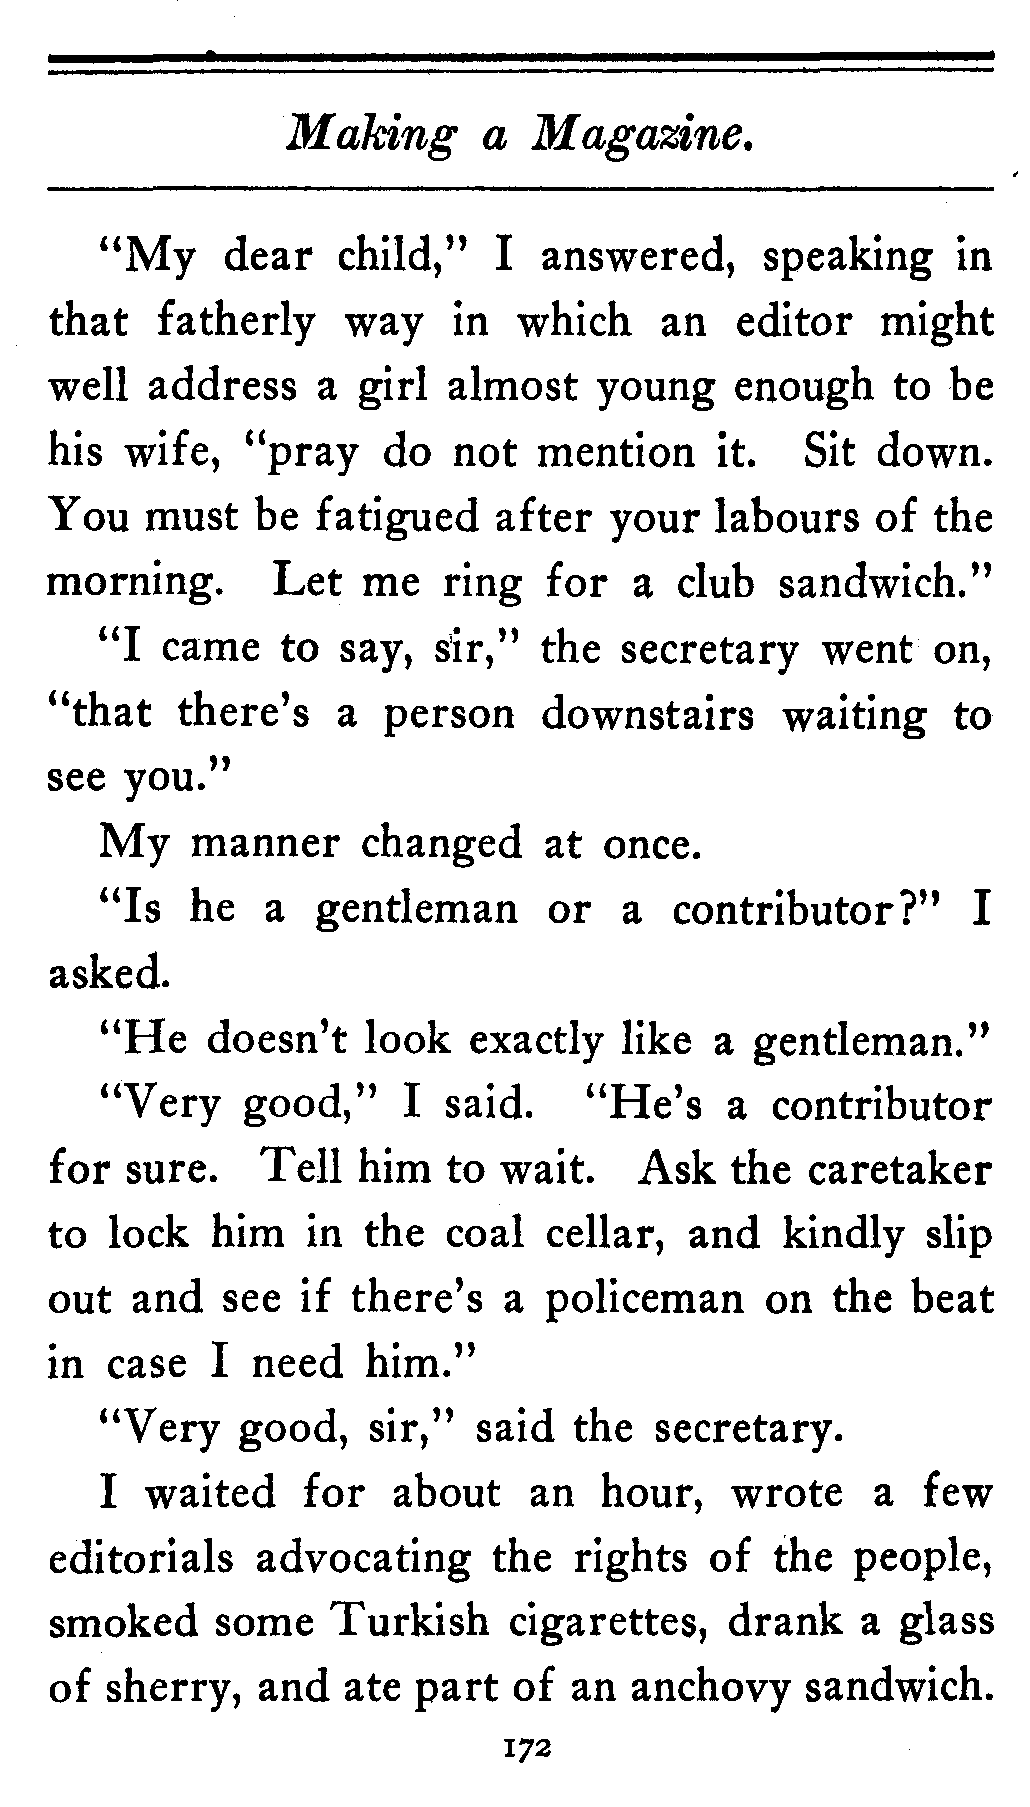 Making a Magazine.
"My dear child," I answered, speaking in
that fatherly way in which an editor might
well address a girl almost young enough to be
his wife, "pray do not mention it. Sit down.
You must be fatigued after your labours of the
morning. Let me ring for a club sandwich."
"I came to say, sir," the secretary went on,
"that there's a person downstairs waiting to
see you."
My manner changed at once.
"Is he a gentleman or a contributor?" I
asked.
"He doesn't look exactly like a gentleman."
"Very good," I said. "He's a contributor
for sure. Tell him to wait. Ask the caretaker
to lock him in the coal cellar, and kindly slip
out and see if there's a policeman on the beat
in case I need him."
"Very good, sir," said the secretary.
I waited for about an hour, wrote a few
editorials advocating the rights of the people,
smoked some Turkish cigarettes, drank a glass
of sherry, and ate part of an anchovy sandwich.
172